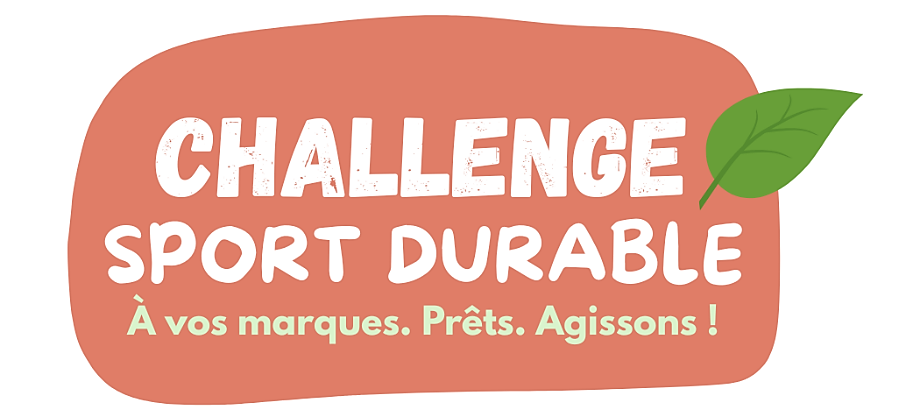 CHALLENGE
SPORT DURABLE
À vos marques. Prêts. Agissons !